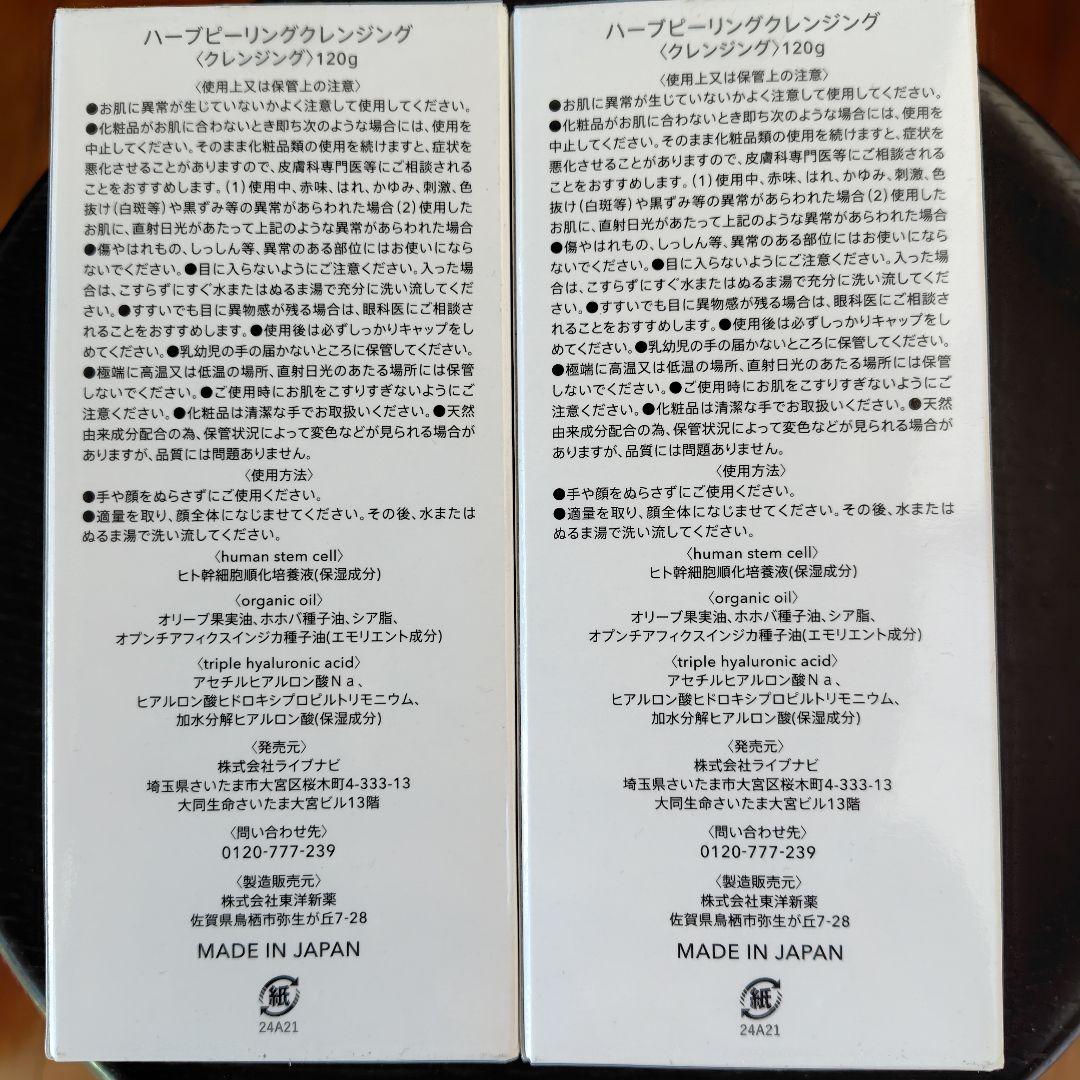 ハーブピーリングクレンジング
〈クレンジング〉120g
〈使用上又は保管上の注意〉
●お肌に異常が生じていないかよく注意して使用してください。
●化粧品がお肌に合わないとき即ち次のような場合には、使用を
中止してください。そのまま化粧品類の使用を続けますと、症状を
悪化させることがありますので、皮膚科専門医等にご相談される
ことをおすすめします。(1)使用中、赤味、はれ、かゆみ、刺激、色
抜け(白斑等)や黒ずみ等の異常があらわれた場合(2)使用した
お肌に、直射日光があたって上記のような異常があらわれた場合
●傷やはれもの、しっしん等、異常のある部位にはお使いになら
ないでください。●目に入らないようにご注意ください。入った場
合は、こすらずにすぐ水またはぬるま湯で充分に洗い流してくだ
さい。●すすいでも目に異物感が残る場合は、眼科医にご相談さ
れることをおすすめします。●使用後は必ずしっかりキャップをし
めてください。●乳幼児の手の届かないところに保管してください。
●極端に高温又は低温の場所、直射日光のあたる場所には保管
しないでください。●ご使用時にお肌をこすりすぎないようにご
注意ください。●化粧品は清潔な手でお取扱いください。●天然
由来成分配合の為、保管状況によって変色などが見られる場合が
ありますが、品質には問題ありません。
〈使用方法〉
●手や顔をぬらさずにご使用ください。
●適量を取り、顔全体になじませてください。その後、水または
ぬるま湯で洗い流してください。
〈human stem cell〉
ヒト幹細胞順化培養液(保湿成分)
〈organic oil〉
オリーブ果実油、ホホバ種子油、シア脂、
オプンチアフィクスインジカ種子油(エモリエント成分)
〈triple hyaluronic acid〉
アセチルヒアルロン酸Na、
ヒアルロン酸ヒドロキシプロピルトリモニウム、
加水分解ヒアルロン酸(保湿成分)
〈発売元〉
株式会社ライブナビ
埼玉県さいたま市大宮区桜木町4-333-13
大同生命さいたま大宮ビル13階
〈問い合わせ先〉
0120-777-239
〈製造販売元〉
株式会社東洋新薬
佐賀県鳥栖市弥生が丘7-28
MADE IN JAPAN
紙
24A21
ハーブピーリングクレンジング
〈クレンジング〉120g
〈使用上又は保管上の注意〉
●お肌に異常が生じていないかよく注意して使用してください。
●化粧品がお肌に合わないとき即ち次のような場合には、使用を
中止してください。そのまま化粧品類の使用を続けますと、症状を
悪化させることがありますので、皮膚科専門医等にご相談される
ことをおすすめします。(1)使用中、赤味、はれ、かゆみ、刺激、色
抜け(白斑等)や黒ずみ等の異常があらわれた場合(2)使用した
お肌に、直射日光があたって上記のような異常があらわれた場合
●傷やはれもの、しっしん等、異常のある部位にはお使いになら
ないでください。●目に入らないようにご注意ください。入った場
合は、こすらずにすぐ水またはぬるま湯で充分に洗い流してくだ
さい。●すすいでも目に異物感が残る場合は、眼科医にご相談さ
れることをおすすめします。●使用後は必ずしっかりキャップをし
めてください。●乳幼児の手の届かないところに保管してください。
●極端に高温又は低温の場所、直射日光のあたる場所には保管
しないでください。●ご使用時にお肌をこすりすぎないようにご
注意ください。●化粧品は清潔な手でお取扱いください。●天然
由来成分配合の為、保管状況によって変色などが見られる場合が
ありますが、品質には問題ありません。
〈使用方法〉
●手や顔をぬらさずにご使用ください。
●適量を取り、顔全体になじませてください。その後、水または
ぬるま湯で洗い流してください。
〈human stem cell〉
ヒト幹細胞順化培養液(保湿成分)
〈organic oil〉
オリーブ果実油、ホホバ種子油、シア脂、
オプンチアフィクスインジカ種子油(エモリエント成分)
〈triple hyaluronic acid〉
アセチルヒアルロン酸Na、
ヒアルロン酸ヒドロキシプロピルトリモニウム、
加水分解ヒアルロン酸(保湿成分)
〈発売元〉
株式会社ライブナビ
埼玉県さいたま市大宮区桜木町4-333-13
大同生命さいたま大宮ビル13階
〈問い合わせ先〉
0120-777-239
〈製造販売元〉
株式会社東洋新薬
佐賀県鳥栖市弥生が丘7-28
MADE IN JAPAN
紙
24A21